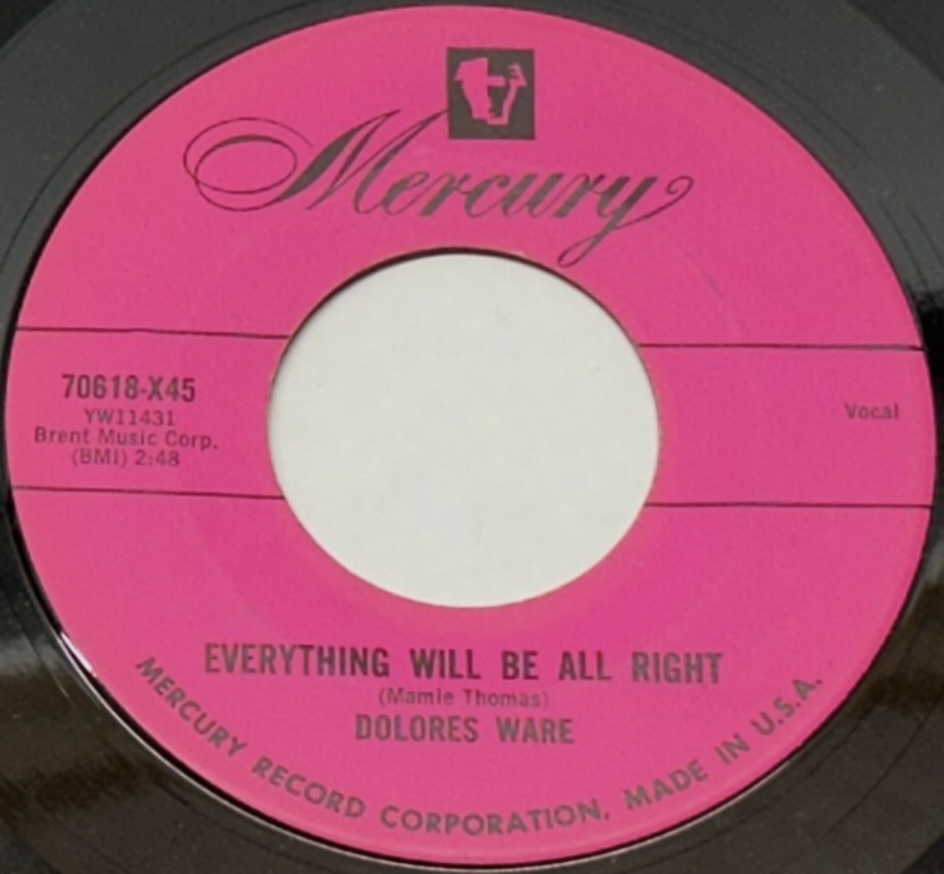 Mercury
70618-X45
YW11431
Brent Music Corp.
(BMI) 2:48
Vocal
EVERYTHING WILL BE ALL RIGHT
(Mamie Thomas)
DOLORES WARE
MERCURY RECORD CORPORATION, MADE IN U.S.A.